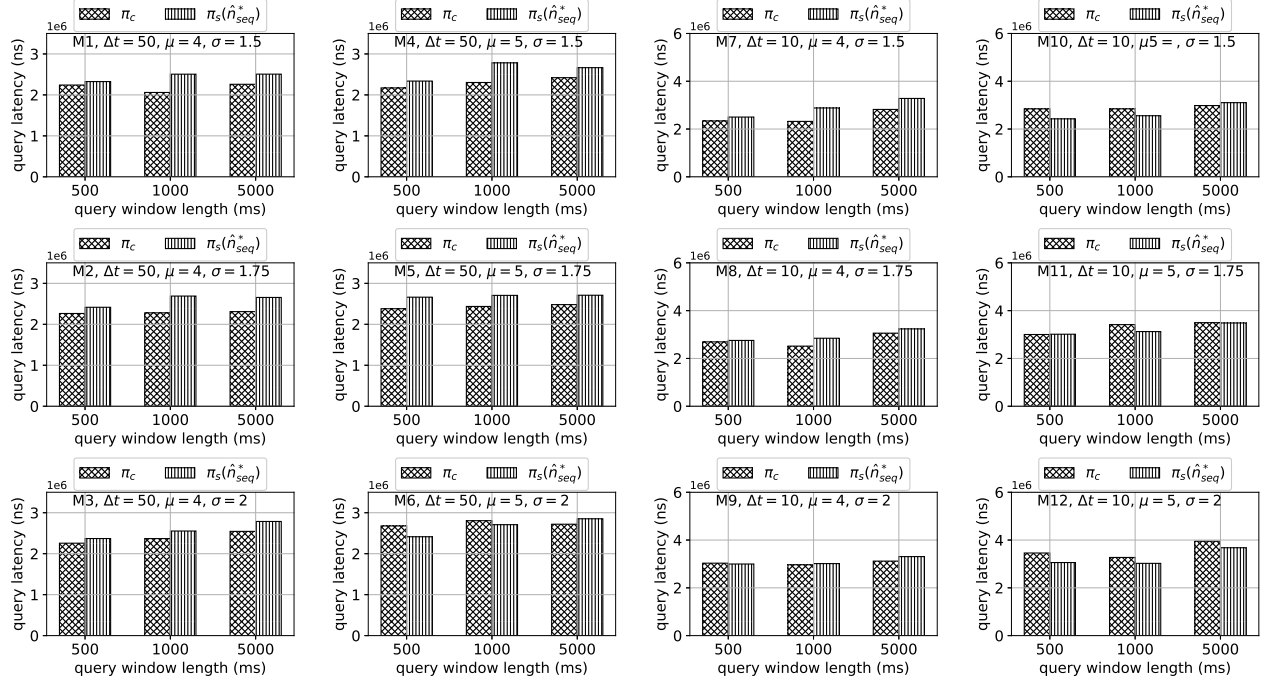 π_c π_s(n̂*_seq)
1e6
M1, Δt = 50, μ = 4, σ = 1.5
query latency (ns)
3
2
1
0
500 1000 5000
query window length (ms)
π_c π_s(n̂*_seq)
1e6
M4, Δt = 50, μ = 5, σ = 1.5
query latency (ns)
3
2
1
0
500 1000 5000
query window length (ms)
π_c π_s(n̂*_seq)
1e6
M7, Δt = 10, μ = 4, σ = 1.5
query latency (ns)
6
4
2
0
500 1000 5000
query window length (ms)
π_c π_s(n̂*_seq)
1e6
M10, Δt = 10, μ5 = , σ = 1.5
query latency (ns)
6
4
2
0
500 1000 5000
query window length (ms)
π_c π_s(n̂*_seq)
1e6
M2, Δt = 50, μ = 4, σ = 1.75
query latency (ns)
3
2
1
0
500 1000 5000
query window length (ms)
π_c π_s(n̂*_seq)
1e6
M5, Δt = 50, μ = 5, σ = 1.75
query latency (ns)
3
2
1
0
500 1000 5000
query window length (ms)
π_c π_s(n̂*_seq)
1e6
M8, Δt = 10, μ = 4, σ = 1.75
query latency (ns)
6
4
2
0
500 1000 5000
query window length (ms)
π_c π_s(n̂*_seq)
1e6
M11, Δt = 10, μ = 5, σ = 1.75
query latency (ns)
6
4
2
0
500 1000 5000
query window length (ms)
π_c π_s(n̂*_seq)
1e6
M3, Δt = 50, μ = 4, σ = 2
query latency (ns)
3
2
1
0
500 1000 5000
query window length (ms)
π_c π_s(n̂*_seq)
1e6
M6, Δt = 50, μ = 5, σ = 2
query latency (ns)
3
2
1
0
500 1000 5000
query window length (ms)
π_c π_s(n̂*_seq)
1e6
M9, Δt = 10, μ = 4, σ = 2
query latency (ns)
6
4
2
0
500 1000 5000
query window length (ms)
π_c π_s(n̂*_seq)
1e6
M12, Δt = 10, μ = 5, σ = 2
query latency (ns)
6
4
2
0
500 1000 5000
query window length (ms)